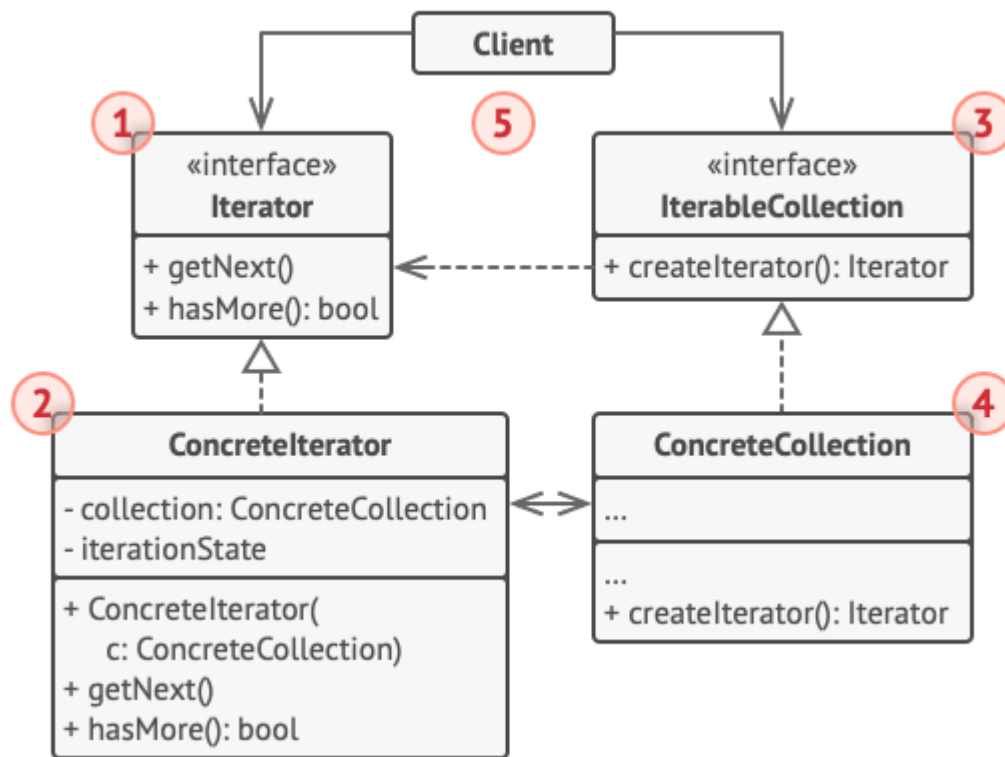 Client
1
5
3
«interface»
Iterator
+ getNext()
+ hasMore(): bool
«interface»
IterableCollection
+ createIterator(): Iterator
2
ConcreteIterator
- collection: ConcreteCollection
- iterationState
+ ConcreteIterator(
c: ConcreteCollection)
+ getNext()
+ hasMore(): bool
4
ConcreteCollection
...
...
+ createIterator(): Iterator